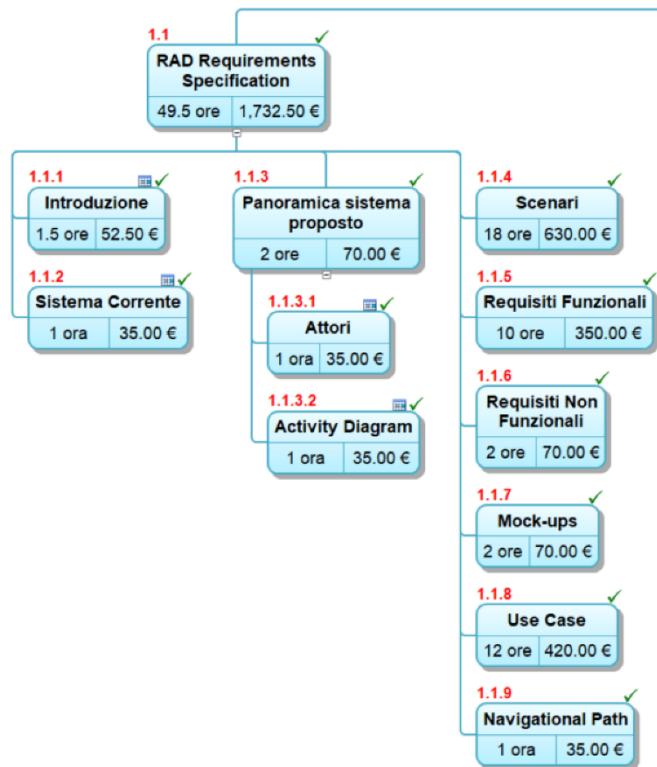 1.1
RAD Requirements
Specification
49.5 ore 1,732.50 €
1.1.1
Introduzione
1.5 ore 52.50 €
1.1.2
Sistema Corrente
1 ora 35.00 €
1.1.3
Panoramica sistema
proposto
2 ore 70.00 €
1.1.3.1
Attori
1 ora 35.00 €
1.1.3.2
Activity Diagram
1 ora 35.00 €
1.1.4
Scenari
18 ore 630.00 €
1.1.5
Requisiti Funzionali
10 ore 350.00 €
1.1.6
Requisiti Non
Funzionali
2 ore 70.00 €
1.1.7
Mock-ups
2 ore 70.00 €
1.1.8
Use Case
12 ore 420.00 €
1.1.9
Navigational Path
1 ora 35.00 €